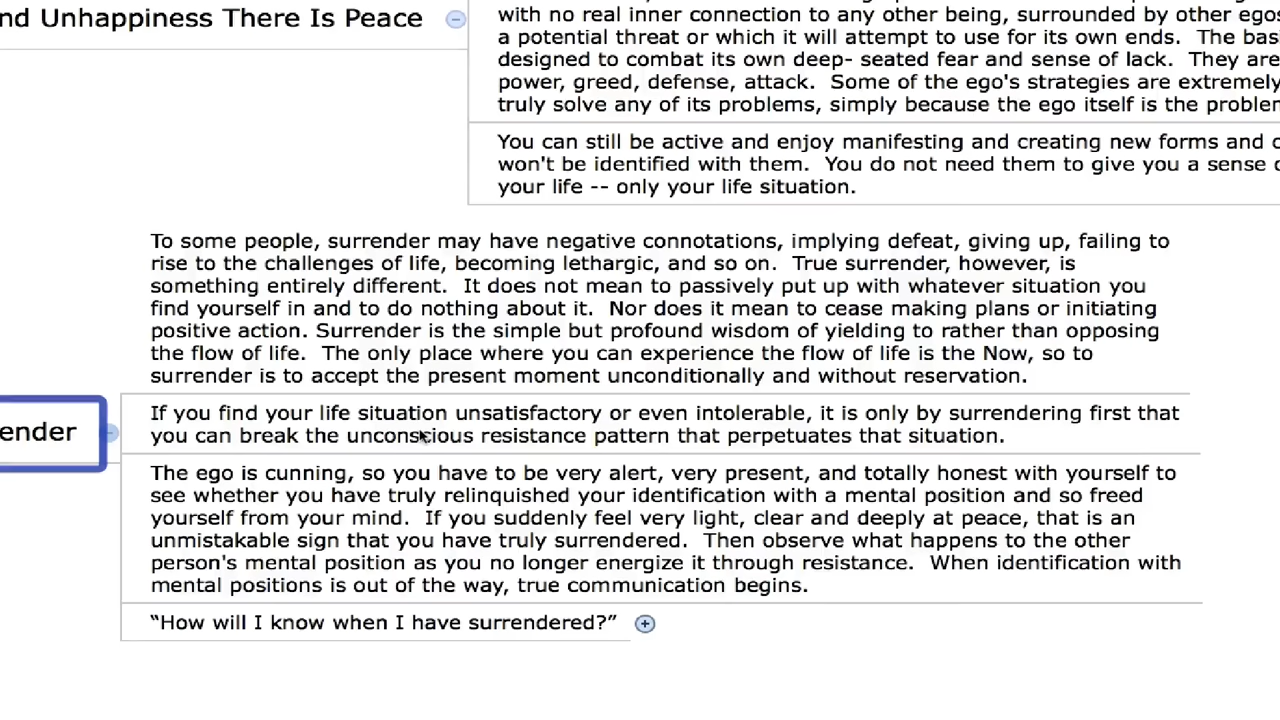 nd Unhappiness There Is Peace
with no real inner connection to any other being, surrounded by other egos
a potential threat or which it will attempt to use for its own ends.  The bas
designed to combat its own deep- seated fear and sense of lack.  They are
power, greed, defense, attack.  Some of the ego's strategies are extremely
truly solve any of its problems, simply because the ego itself is the problem
You can still be active and enjoy manifesting and creating new forms and c
won't be identified with them.  You do not need them to give you a sense o
your life -- only your life situation.
To some people, surrender may have negative connotations, implying defeat, giving up, failing to
rise to the challenges of life, becoming lethargic, and so on.  True surrender, however, is
something entirely different.  It does not mean to passively put up with whatever situation you
find yourself in and to do nothing about it.  Nor does it mean to cease making plans or initiating
positive action. Surrender is the simple but profound wisdom of yielding to rather than opposing
the flow of life.  The only place where you can experience the flow of life is the Now, so to
surrender is to accept the present moment unconditionally and without reservation.
ender
If you find your life situation unsatisfactory or even intolerable, it is only by surrendering first that
you can break the unconscious resistance pattern that perpetuates that situation.
The ego is cunning, so you have to be very alert, very present, and totally honest with yourself to
see whether you have truly relinquished your identification with a mental position and so freed
yourself from your mind.  If you suddenly feel very light, clear and deeply at peace, that is an
unmistakable sign that you have truly surrendered.  Then observe what happens to the other
person's mental position as you no longer energize it through resistance.  When identification with
mental positions is out of the way, true communication begins.
“How will I know when I have surrendered?”